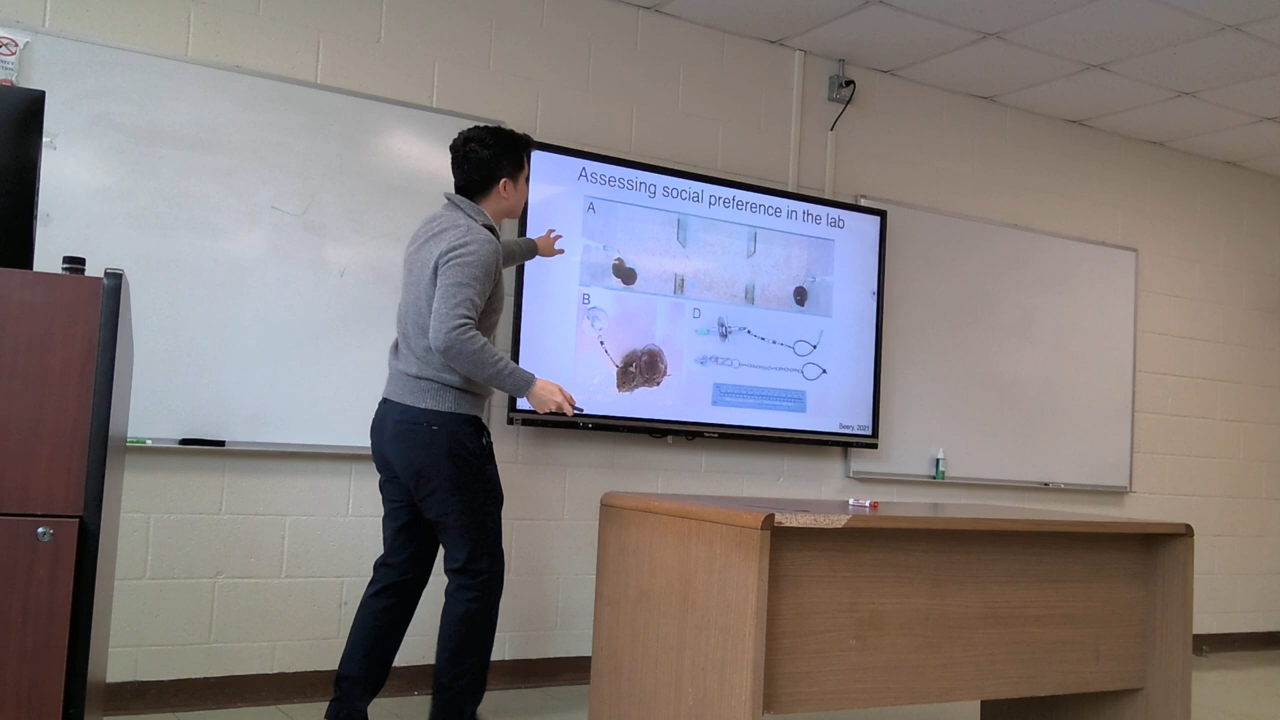 Assessing social preference in the lab
A
B
D
Beery, 2021